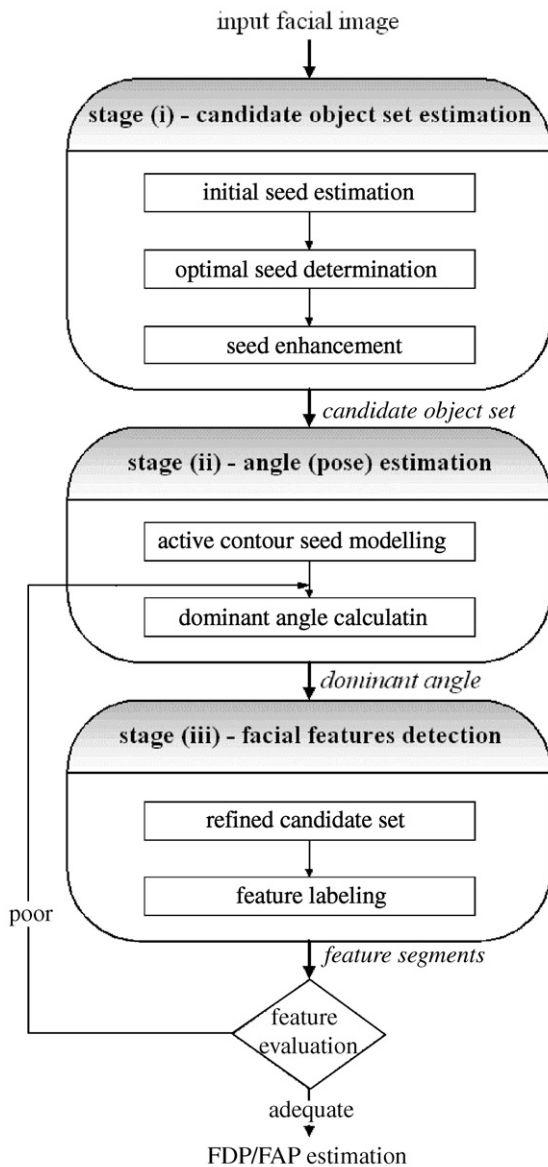 input facial image
stage (i) - candidate object set estimation
initial seed estimation
optimal seed determination
seed enhancement
candidate object set
stage (ii) - angle (pose) estimation
active contour seed modelling
dominant angle calculatin
dominant angle
stage (iii) - facial features detection
refined candidate set
feature labeling
poor
feature segments
feature
evaluation
adequate
FDP/FAP estimation